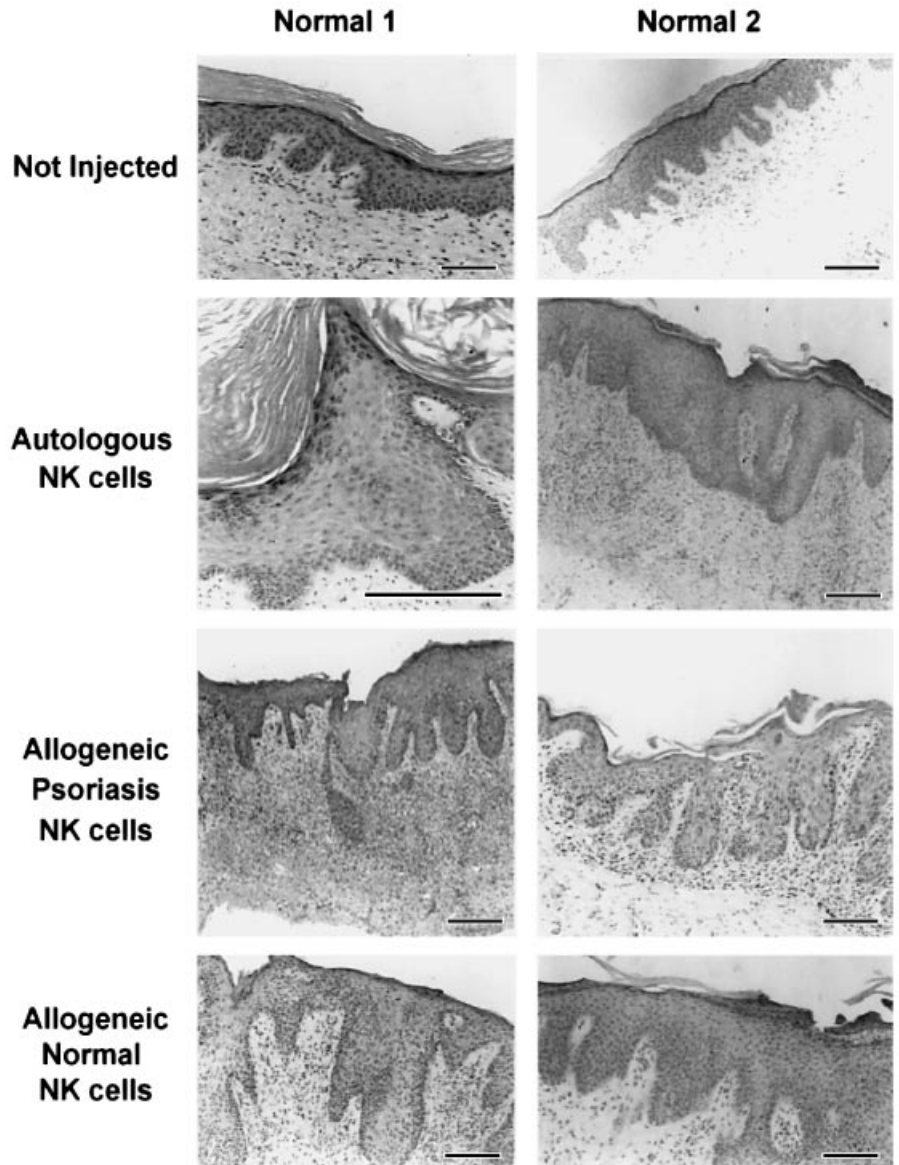 Normal 1
Normal 2
Not Injected
Autologous
NK cells
Allogeneic
Psoriasis
NK cells
Allogeneic
Normal
NK cells